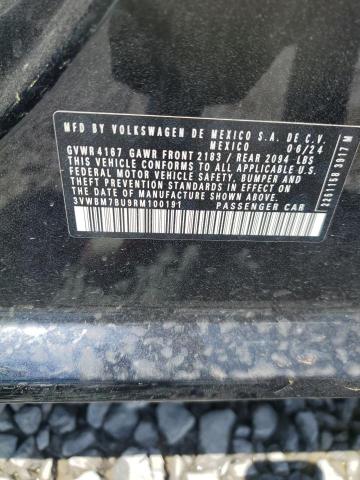 MFD BY VOLKSWAGEN DE MEXICO S.A. DE C.V.
MEXICO 06/24
GVWR 4167 GAWR FRONT 2183 / REAR 2094 LBS
THIS VEHICLE CONFORMS TO ALL APPLICABLE U.S.
FEDERAL MOTOR VEHICLE SAFETY, BUMPER AND
THEFT PREVENTION STANDARDS IN EFFECT ON
THE DATE OF MANUFACTURE SHOWN ABOVE.
3VWBM7BU9RM100191 PASSENGER CAR
2261158 3017 M